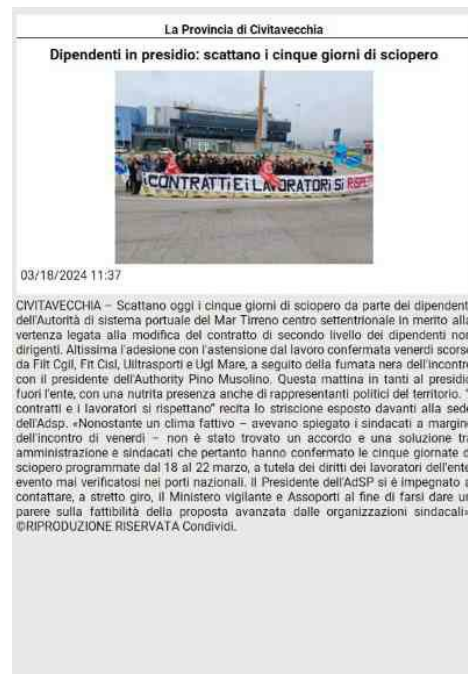 La Provincia di Civitavecchia
Dipendenti in presidio: scattano i cinque giorni di sciopero
I CONTRATTI E I LAVORATORI SI RISPET
03/18/2024 11:37
CIVITAVECCHIA – Scattano oggi i cinque giorni di sciopero da parte dei dipendent
dell'Autorità di sistema portuale del Mar Tirreno centro settentrionale in merito alla
vertenza legata alla modifica del contratto di secondo livello dei dipendenti non
dirigenti. Altissima l'adesione con l'astensione dal lavoro confermata venerdì scorso
da Filt Cgil, Fit Cisl, Uiltrasporti e Ugl Mare, a seguito della fumata nera dell'incontro
con il presidente dell'Authority Pino Musolino. Questa mattina in tanti al presidio
fuori l'ente, con una nutrita presenza anche di rappresentanti politici del territorio. "I
contratti e i lavoratori si rispettano" recita lo striscione esposto davanti alla sede
dell'Adsp. «Nonostante un clima fattivo – avevano spiegato i sindacati a margine
dell'incontro di venerdì – non è stato trovato un accordo e una soluzione tra
amministrazione e sindacati che pertanto hanno confermato le cinque giornate di
sciopero programmate dal 18 al 22 marzo, a tutela dei diritti dei lavoratori dell'ente
evento mai verificatosi nei porti nazionali. Il Presidente dell'AdSP si è impegnato a
contattare, a stretto giro, il Ministero vigilante e Assoporti al fine di farsi dare un
parere sulla fattibilità della proposta avanzata dalle organizzazioni sindacali»
©RIPRODUZIONE RISERVATA Condividi.